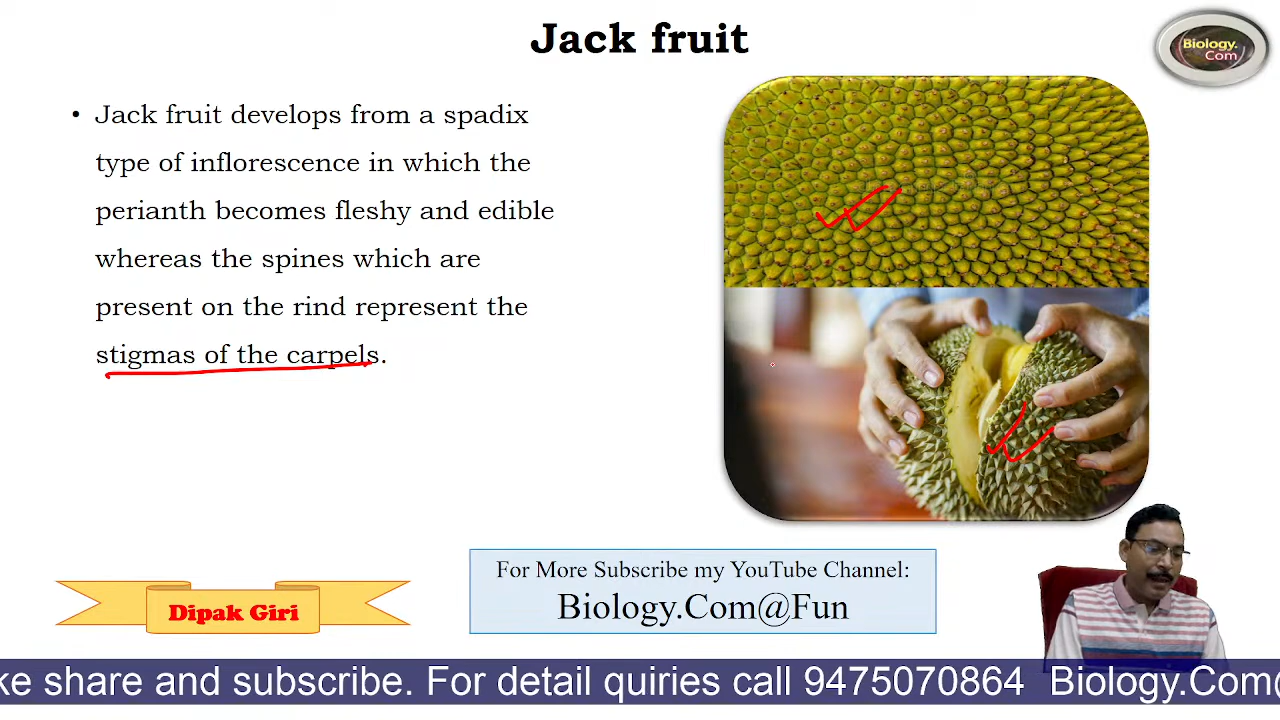 Jack fruit
Biology.
Com
• Jack fruit develops from a spadix
type of inflorescence in which the
perianth becomes fleshy and edible
whereas the spines which are
present on the rind represent the
stigmas of the carpels.
For More Subscribe my YouTube Channel:
Biology.Com@Fun
Dipak Giri
ke share and subscribe. For detail quiries call 9475070864 Biology.Com@